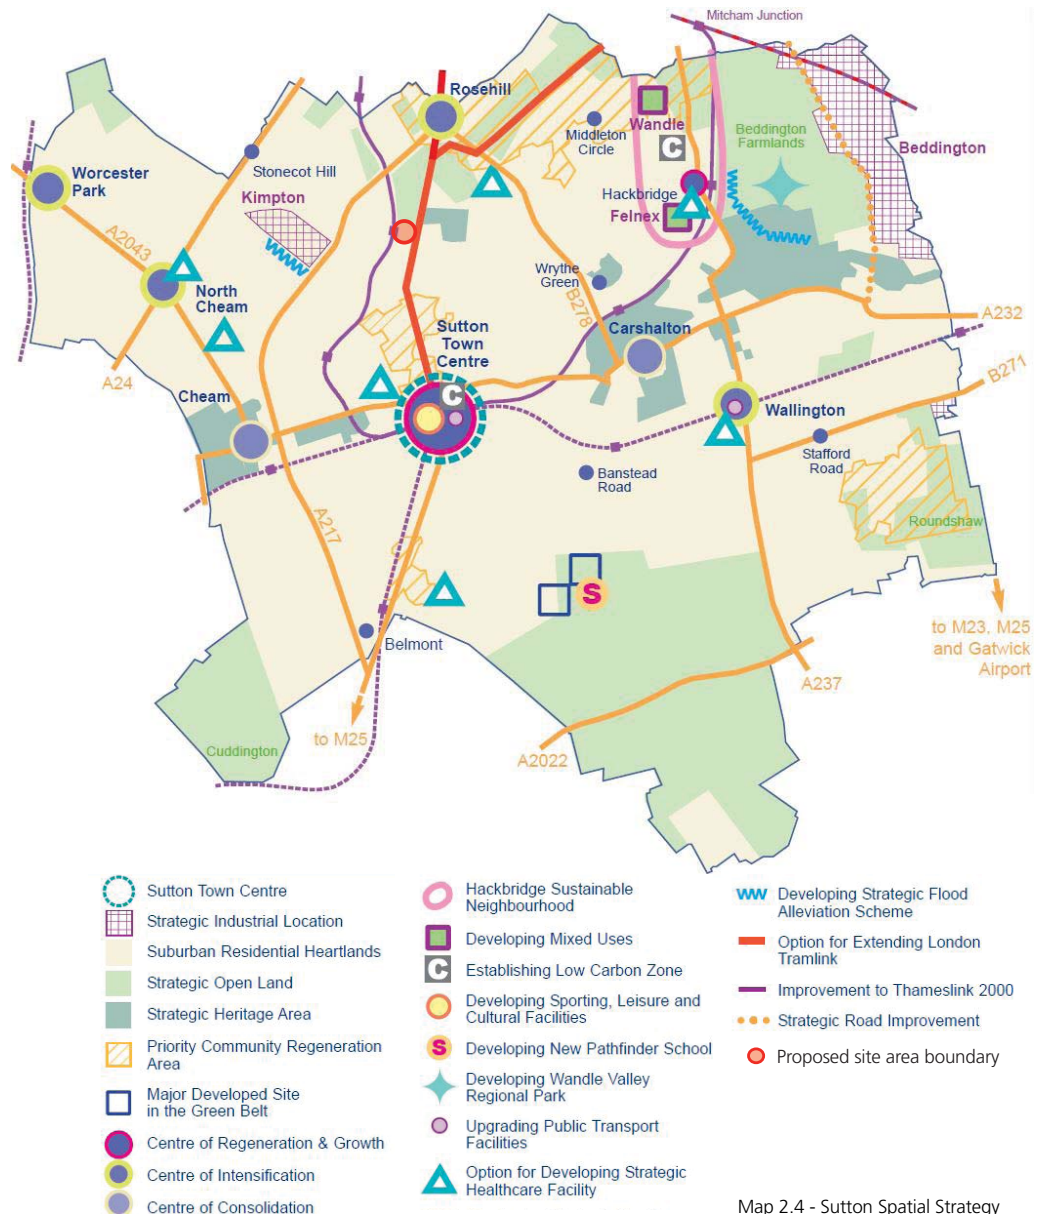 Mitcham Junction
Rosehill
Wandle
C
Middleton
Circle
Beddington
Farmlands
Beddington
Worcester
Park
Stonecot Hill
Kimpton
Hackbridge
Felnex
A2043
North
Cheam
Wrythe
Green
B278
Carshalton
A232
Sutton
Town
Centre
A24
B271
Cheam
C
Wallington
Stafford
Road
Banstead
Road
A217
Roundshaw
S
Belmont
to M23, M25
and Gatwick
Airport
A237
to M25
Cuddington
A2022
Sutton Town Centre
Strategic Industrial Location
Suburban Residential Heartlands
Strategic Open Land
Strategic Heritage Area
Priority Community Regeneration
Area
Major Developed Site
in the Green Belt
Centre of Regeneration & Growth
Centre of Intensification
Centre of Consolidation
Hackbridge Sustainable
Neighbourhood
Developing Mixed Uses
C Establishing Low Carbon Zone
Developing Sporting, Leisure and
Cultural Facilities
S Developing New Pathfinder School
Developing Wandle Valley
Regional Park
Upgrading Public Transport
Facilities
Option for Developing Strategic
Healthcare Facility
Developing Strategic Flood
Alleviation Scheme
Option for Extending London
Tramlink
Improvement to Thameslink 2000
Strategic Road Improvement
Proposed site area boundary
Map 2.4 - Sutton Spatial Strategy